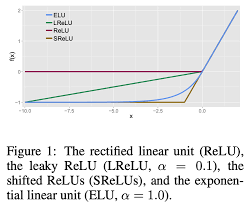 ELU
LReLU
ReLU
SReLU
f(x)
2
1
0
−1
−10.0
−7.5
−5.0
−2.5
0.0
x
Figure 1: The rectified linear unit (ReLU),
the leaky ReLU (LReLU, α = 0.1), the
shifted ReLUs (SReLUs), and the exponen-
tial linear unit (ELU, α = 1.0).